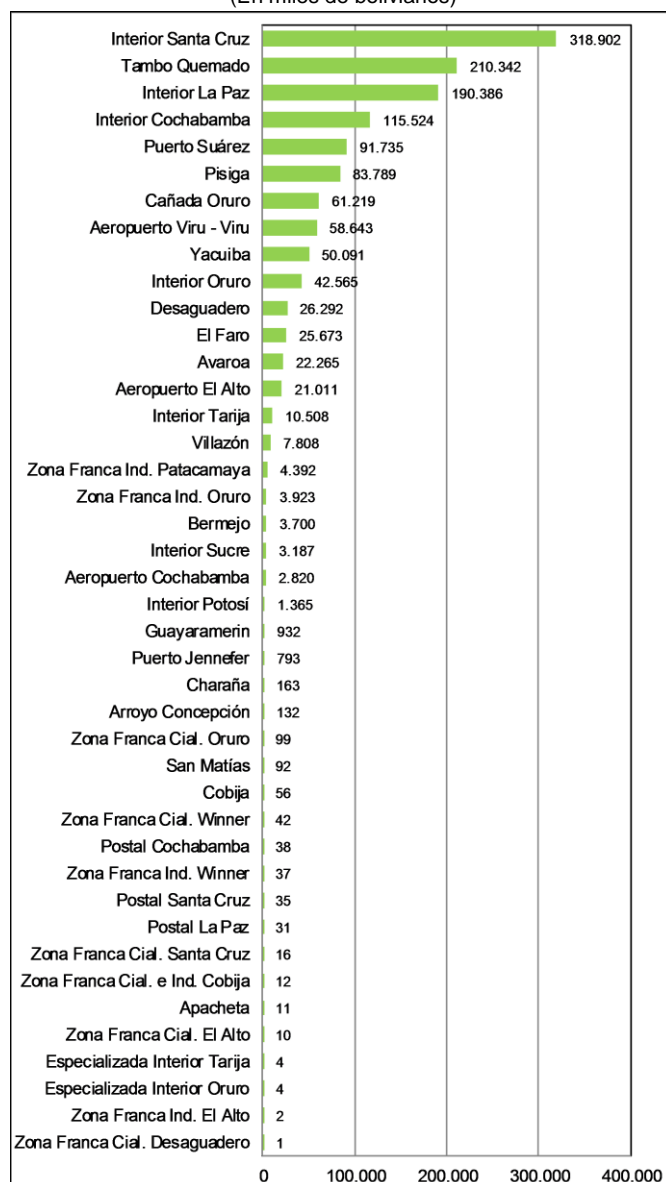 (En miles de bolivianos)
Interior Santa Cruz 318.902
Tambo Quemado 210.342
Interior La Paz 190.386
Interior Cochabamba 115.524
Puerto Suárez 91.735
Pisiga 83.789
Cañada Oruro 61.219
Aeropuerto Viru - Viru 58.643
Yacuiba 50.091
Interior Oruro 42.565
Desaguadero 26.292
El Faro 25.673
Avaroa 22.265
Aeropuerto El Alto 21.011
Interior Tarija 10.508
Villazón 7.808
Zona Franca Ind. Patacamaya 4.392
Zona Franca Ind. Oruro 3.923
Bermejo 3.700
Interior Sucre 3.187
Aeropuerto Cochabamba 2.820
Interior Potosí 1.365
Guayaramerin 932
Puerto Jennefer 793
Charaña 163
Arroyo Concepción 132
Zona Franca Cial. Oruro 99
San Matías 92
Cobija 56
Zona Franca Cial. Winner 42
Postal Cochabamba 38
Zona Franca Ind. Winner 37
Postal Santa Cruz 35
Postal La Paz 31
Zona Franca Cial. Santa Cruz 16
Zona Franca Cial. e Ind. Cobija 12
Apacheta 11
Zona Franca Cial. El Alto 10
Especializada Interior Tarija 4
Especializada Interior Oruro 4
Zona Franca Ind. El Alto 2
Zona Franca Cial. Desaguadero 1
0 100.000 200.000 300.000 400.000